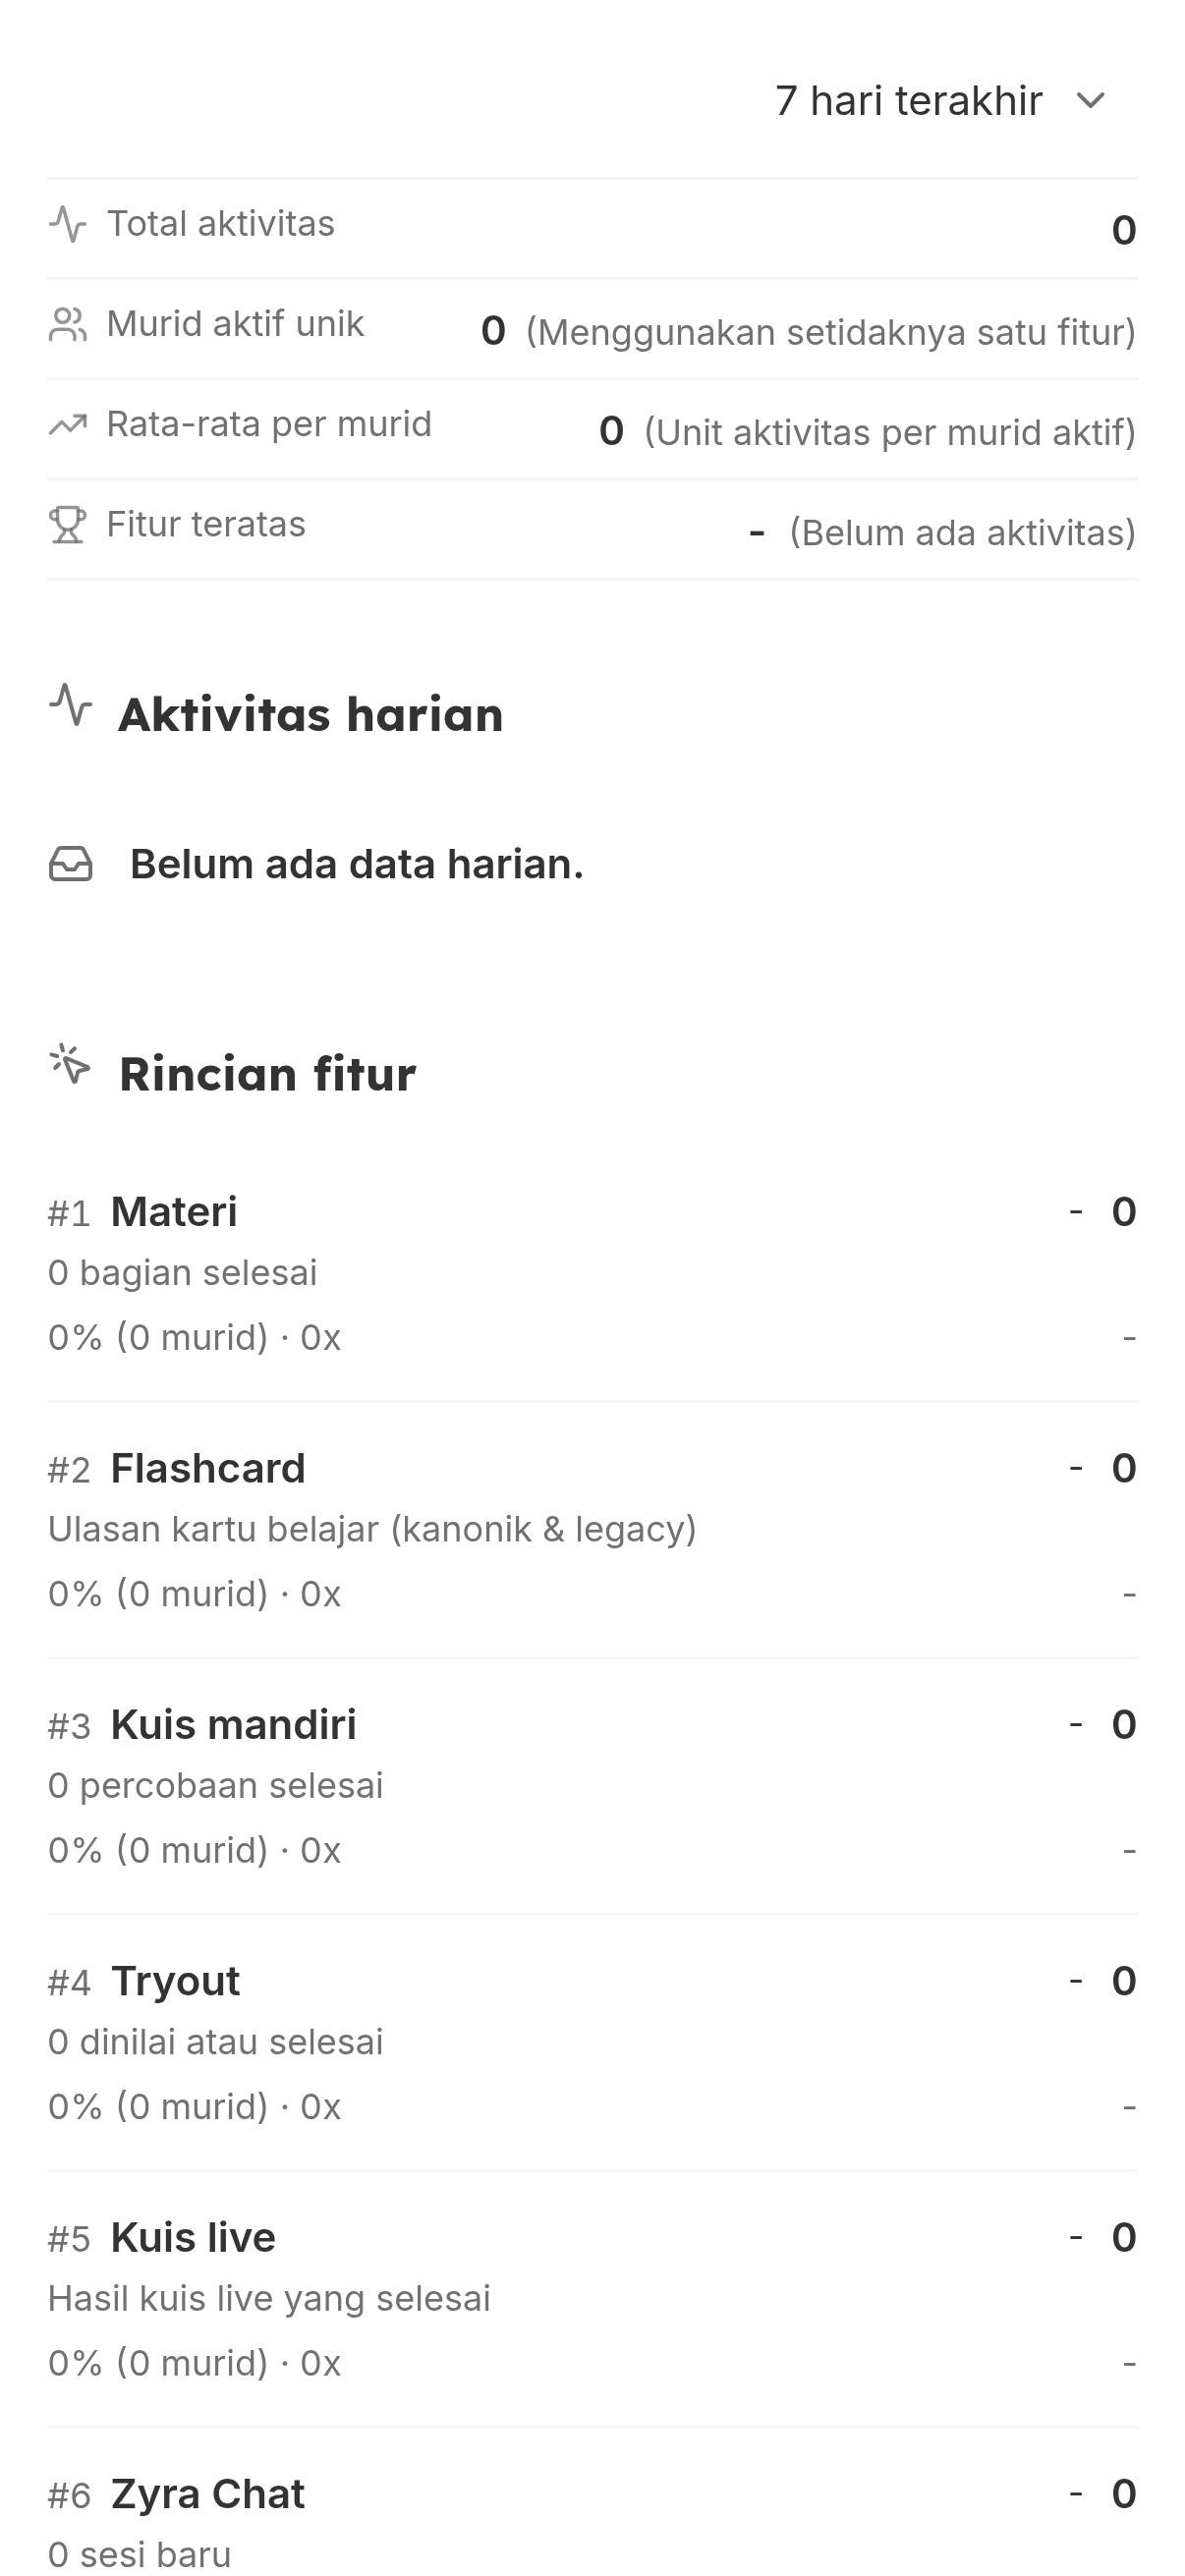 7 hari terakhir
Total aktivitas 0
Murid aktif unik 0 (Menggunakan setidaknya satu fitur)
Rata-rata per murid 0 (Unit aktivitas per murid aktif)
Fitur teratas - (Belum ada aktivitas)
Aktivitas harian
Belum ada data harian.
Rincian fitur
#1 Materi - 0
0 bagian selesai
0% (0 murid) · 0x -
#2 Flashcard - 0
Ulasan kartu belajar (kanonik & legacy)
0% (0 murid) · 0x -
#3 Kuis mandiri - 0
0 percobaan selesai
0% (0 murid) · 0x -
#4 Tryout - 0
0 dinilai atau selesai
0% (0 murid) · 0x -
#5 Kuis live - 0
Hasil kuis live yang selesai
0% (0 murid) · 0x -
#6 Zyra Chat - 0
0 sesi baru